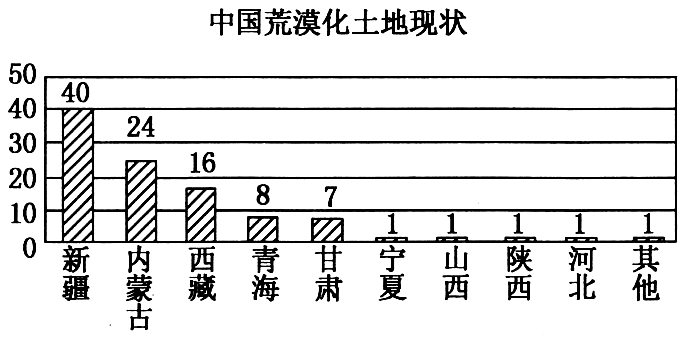 中国荒漠化土地现状
50
40
30
20
10
0
40
24
16
8
7
1
1
1
1
1
新疆
内蒙古
西藏
青海
甘肃
宁夏
山西
陕西
河北
其他